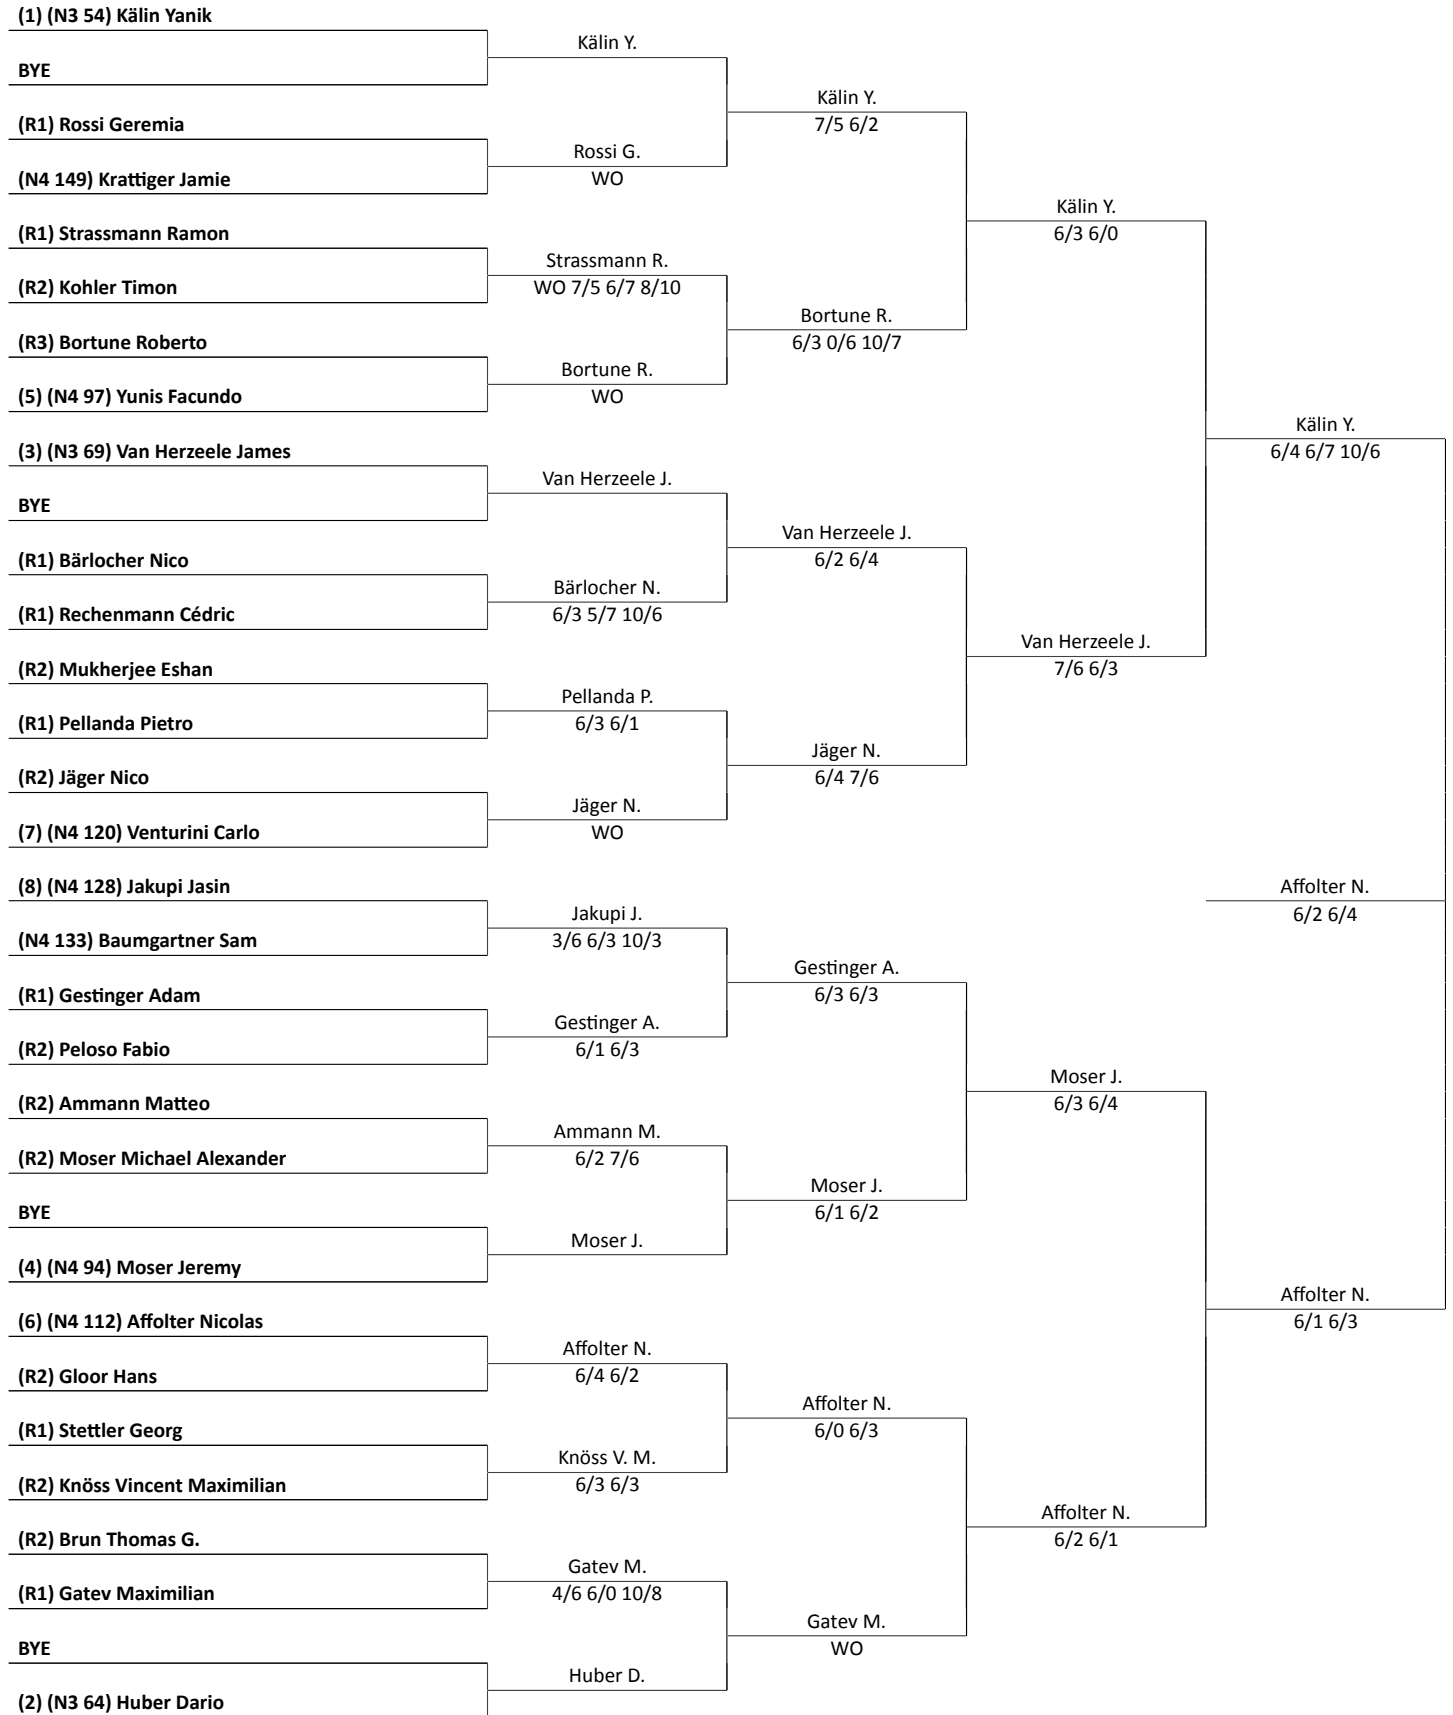 (1) (N3 54) Kälin Yanik
BYE
(R1) Rossi Geremia
(N4 149) Krattiger Jamie
(R1) Strassmann Ramon
(R2) Kohler Timon
(R3) Bortune Roberto
(5) (N4 97) Yunis Facundo
(3) (N3 69) Van Herzeele James
BYE
(R1) Bärlocher Nico
(R1) Rechenmann Cédric
(R2) Mukherjee Eshan
(R1) Pellanda Pietro
(R2) Jäger Nico
(7) (N4 120) Venturini Carlo
(8) (N4 128) Jakupi Jasin
(N4 133) Baumgartner Sam
(R1) Gestinger Adam
(R2) Peloso Fabio
(R2) Ammann Matteo
(R2) Moser Michael Alexander
BYE
(4) (N4 94) Moser Jeremy
(6) (N4 112) Affolter Nicolas
(R2) Gloor Hans
(R1) Stettler Georg
(R2) Knöss Vincent Maximilian
(R2) Brun Thomas G.
(R1) Gatev Maximilian
BYE
(2) (N3 64) Huber Dario
Kälin Y.
Rossi G.
WO
Strassmann R.
WO 7/5 6/7 8/10
Bortune R.
WO
Van Herzeele J.
Bärlocher N.
6/3 5/7 10/6
Pellanda P.
6/3 6/1
Jäger N.
WO
Jakupi J.
3/6 6/3 10/3
Gestinger A.
6/1 6/3
Ammann M.
6/2 7/6
Moser J.
Affolter N.
6/4 6/2
Knöss V. M.
6/3 6/3
Gatev M.
4/6 6/0 10/8
Huber D.
Kälin Y.
7/5 6/2
Bortune R.
6/3 0/6 10/7
Van Herzeele J.
6/2 6/4
Jäger N.
6/4 7/6
Gestinger A.
6/3 6/3
Moser J.
6/1 6/2
Affolter N.
6/0 6/3
Gatev M.
WO
Kälin Y.
6/3 6/0
Van Herzeele J.
7/6 6/3
Moser J.
6/3 6/4
Affolter N.
6/2 6/1
Kälin Y.
6/4 6/7 10/6
Affolter N.
6/2 6/4
Affolter N.
6/1 6/3